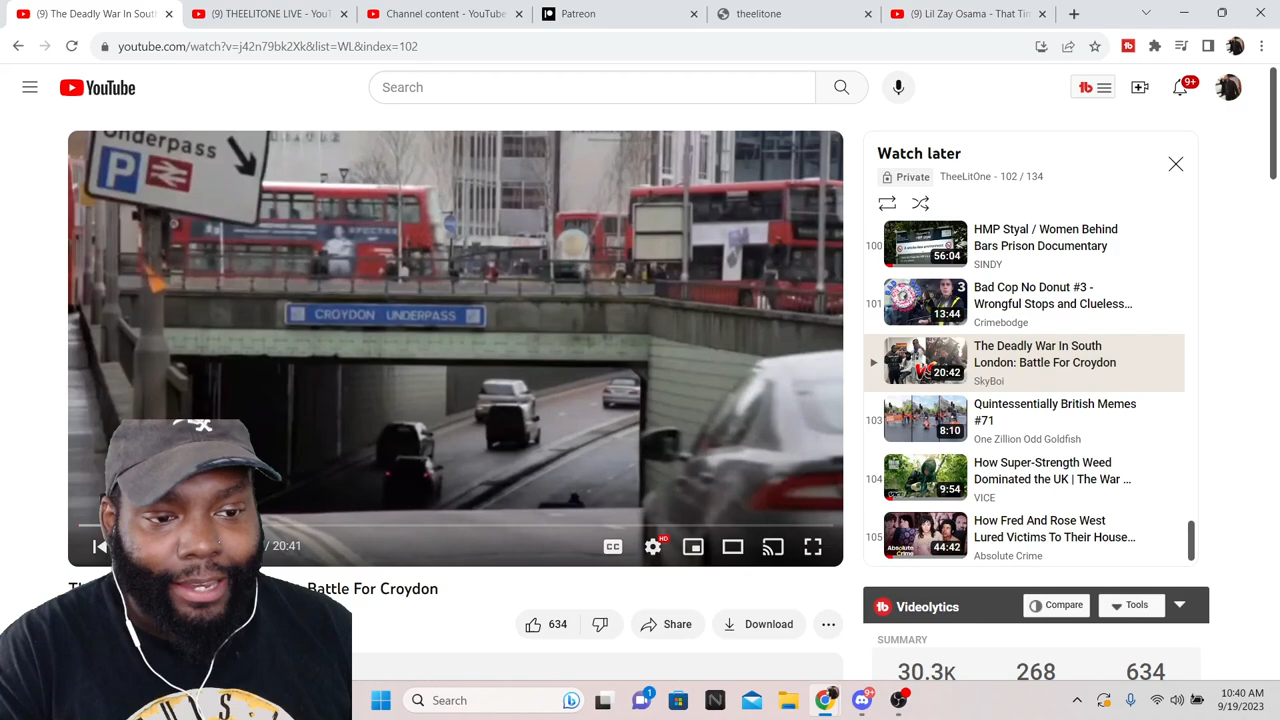 (9) The Deadly War In Sout
(9) THEELITONE LIVE - YouT
Channel content - YouTube
Patreon
theelitone
(9) Lil Zay Osama - That Tim
youtube.com/watch?v=j42n79bk2Xk&list=WL&index=102
YouTube
Search
tb
9+
Underpass
P
CROYDON UNDERPASS
/ 20:41
CC
HD
Battle For Croydon
634
Share
Download
Watch later
Private
TheeLitOne - 102 / 134
100
56:04
HMP Styal / Women Behind
Bars Prison Documentary
SINDY
101
13:44
Bad Cop No Donut #3 -
Wrongful Stops and Clueless...
Crimebodge
20:42
The Deadly War In South
London: Battle For Croydon
SkyBoi
103
8:10
Quintessentially British Memes
#71
One Zillion Odd Goldfish
104
9:54
How Super-Strength Weed
Dominated the UK | The War ...
VICE
105
44:42
How Fred And Rose West
Lured Victims To Their House...
Absolute Crime
tb
Videolytics
Compare
Tools
SUMMARY
30.3K
268
634
Search
1
9+
10:40 AM
9/19/2023